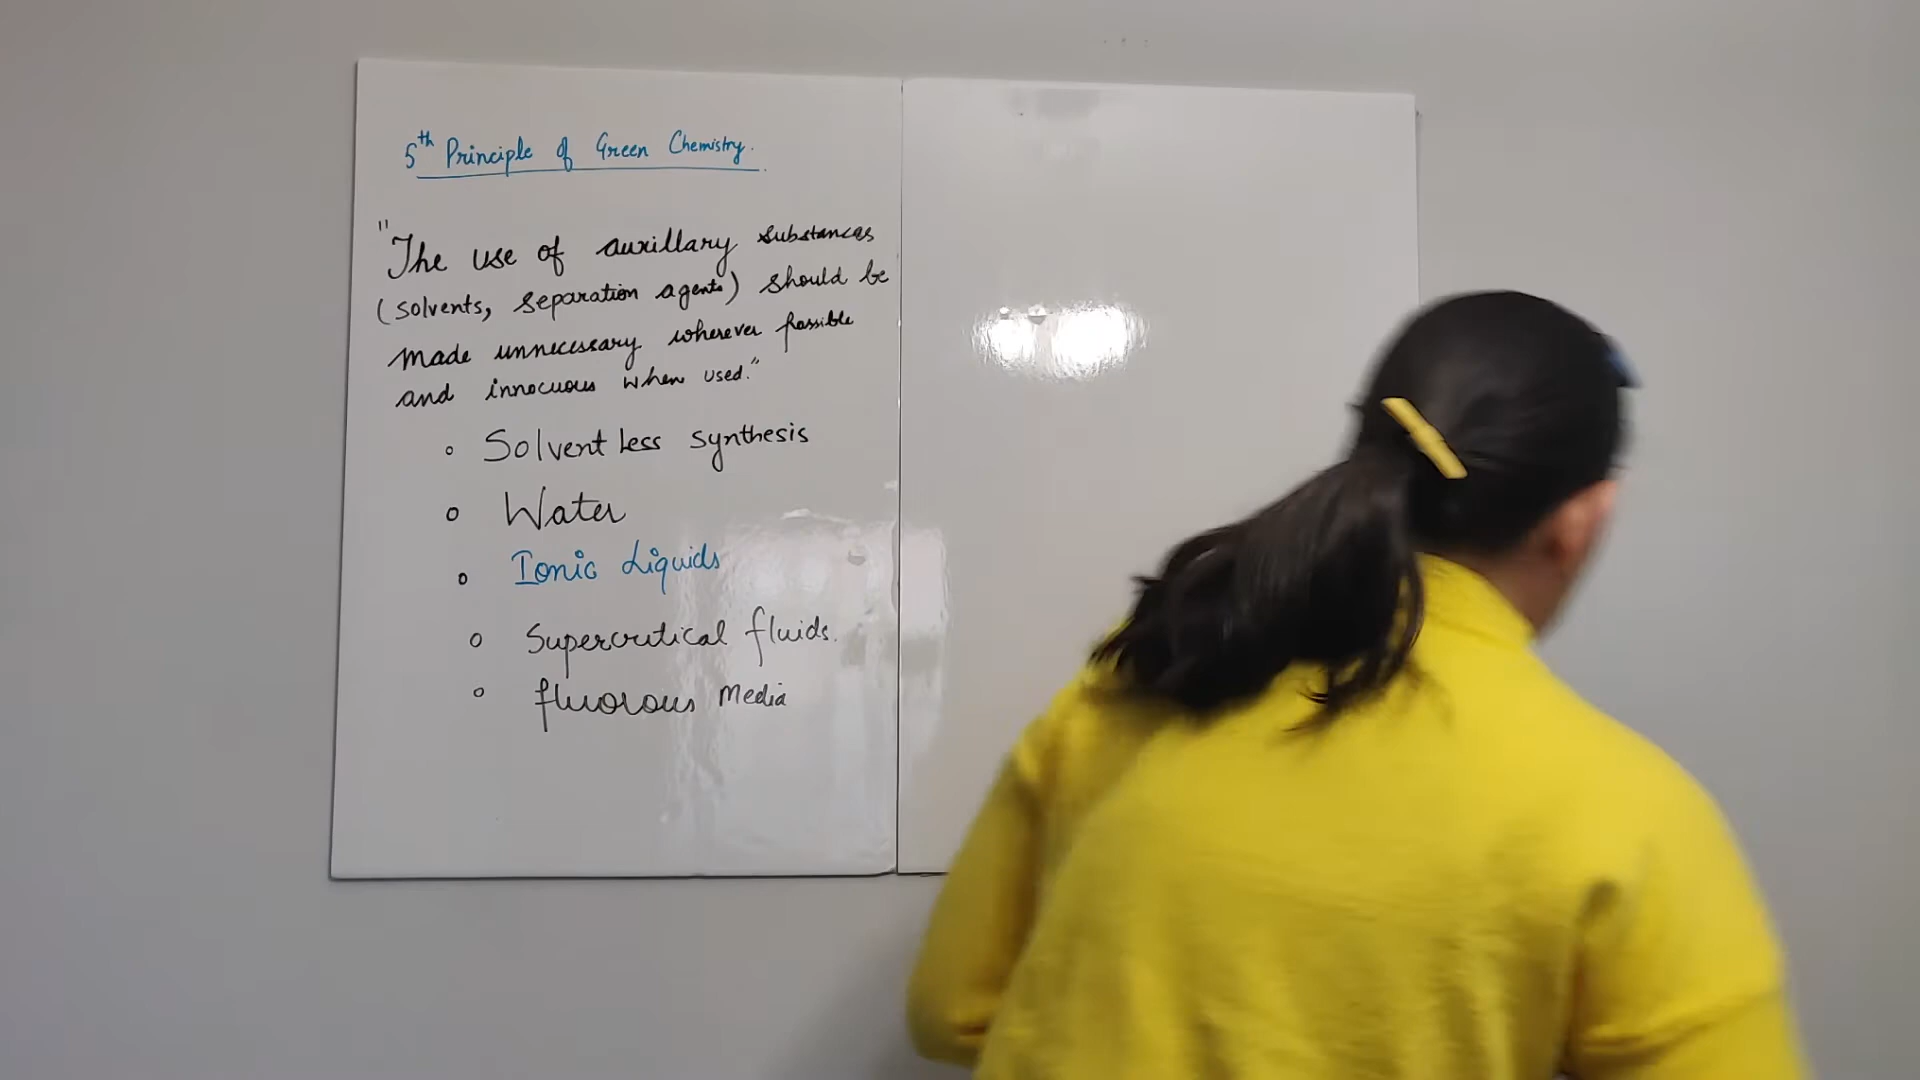 5th Principle of Green Chemistry.
"The use of auxillary substances
(solvents, separation agents) should be
made unnecessary wherever possible
and innocuous when used."
Solvent less synthesis
Water
Ionic Liquids
Supercritical fluids.
fluorous Media